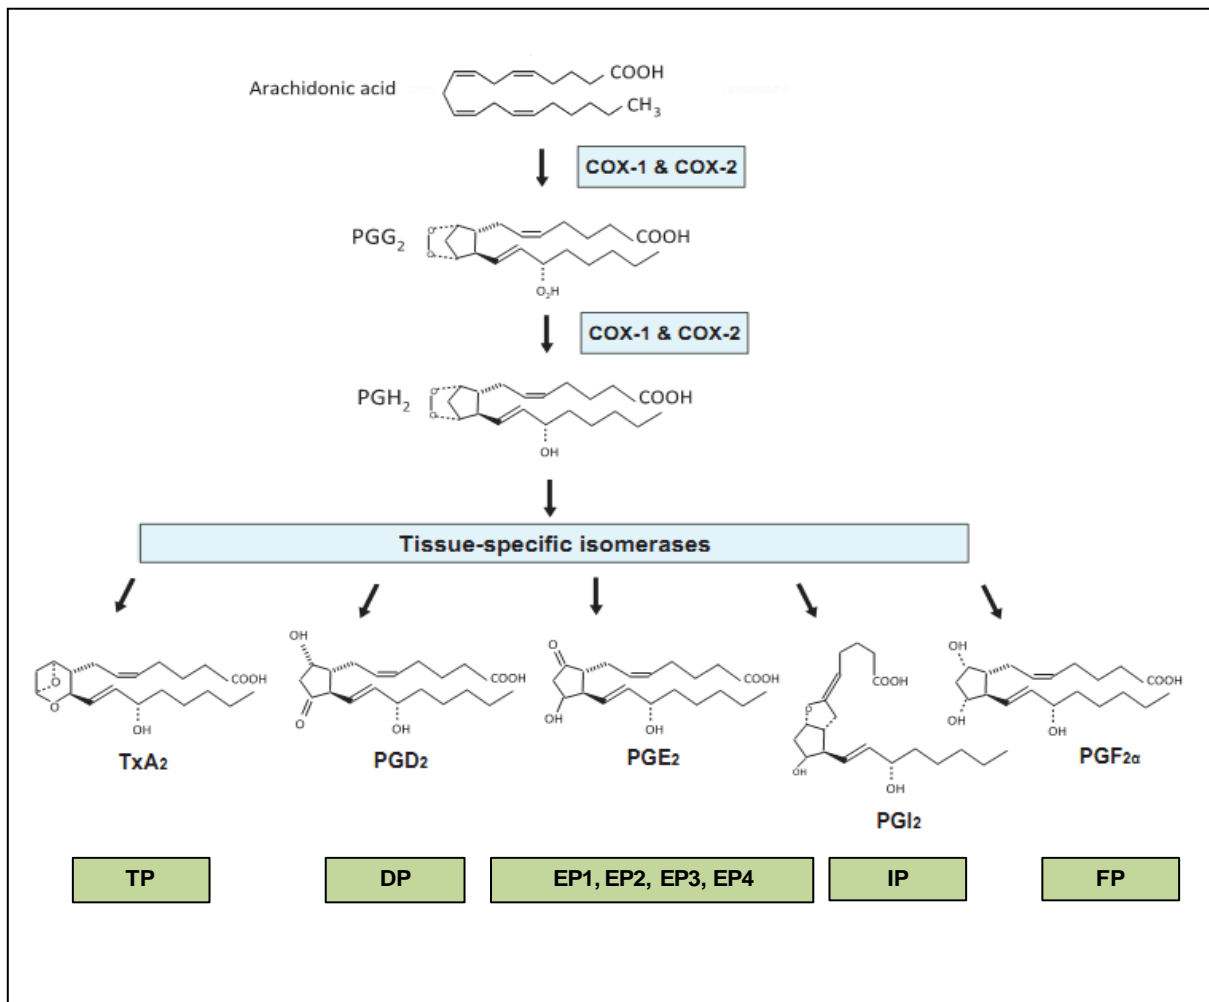 Arachidonic acid
COOH
CH₃
COX-1 & COX-2
PGG₂
O
O
COOH
O₂H
COX-1 & COX-2
PGH₂
O
O
COOH
OH
Tissue-specific isomerases
O
O
COOH
OH
TxA₂
OH
O
COOH
OH
PGD₂
O
OH
COOH
OH
PGE₂
COOH
O
OH
OH
PGI₂
OH
OH
COOH
OH
PGF₂α
TP
DP
EP1, EP2, EP3, EP4
IP
FP